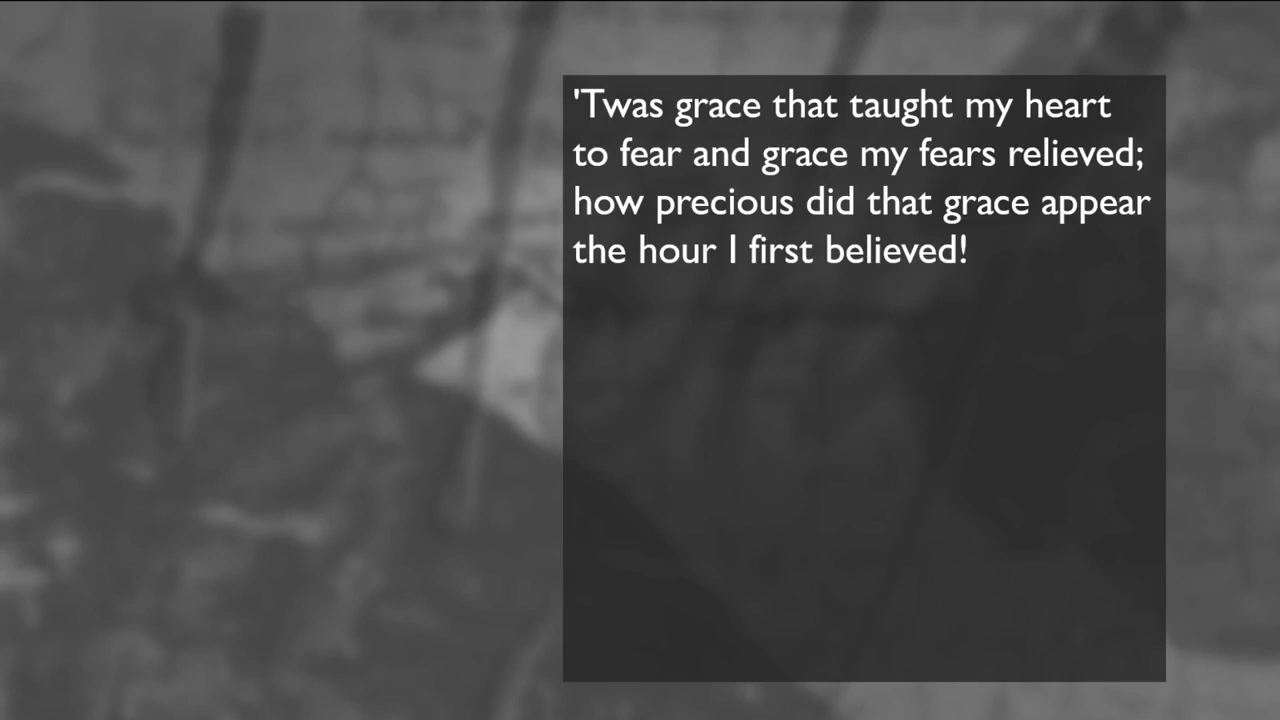 'Twas grace that taught my heart
to fear and grace my fears relieved;
how precious did that grace appear
the hour I first believed!